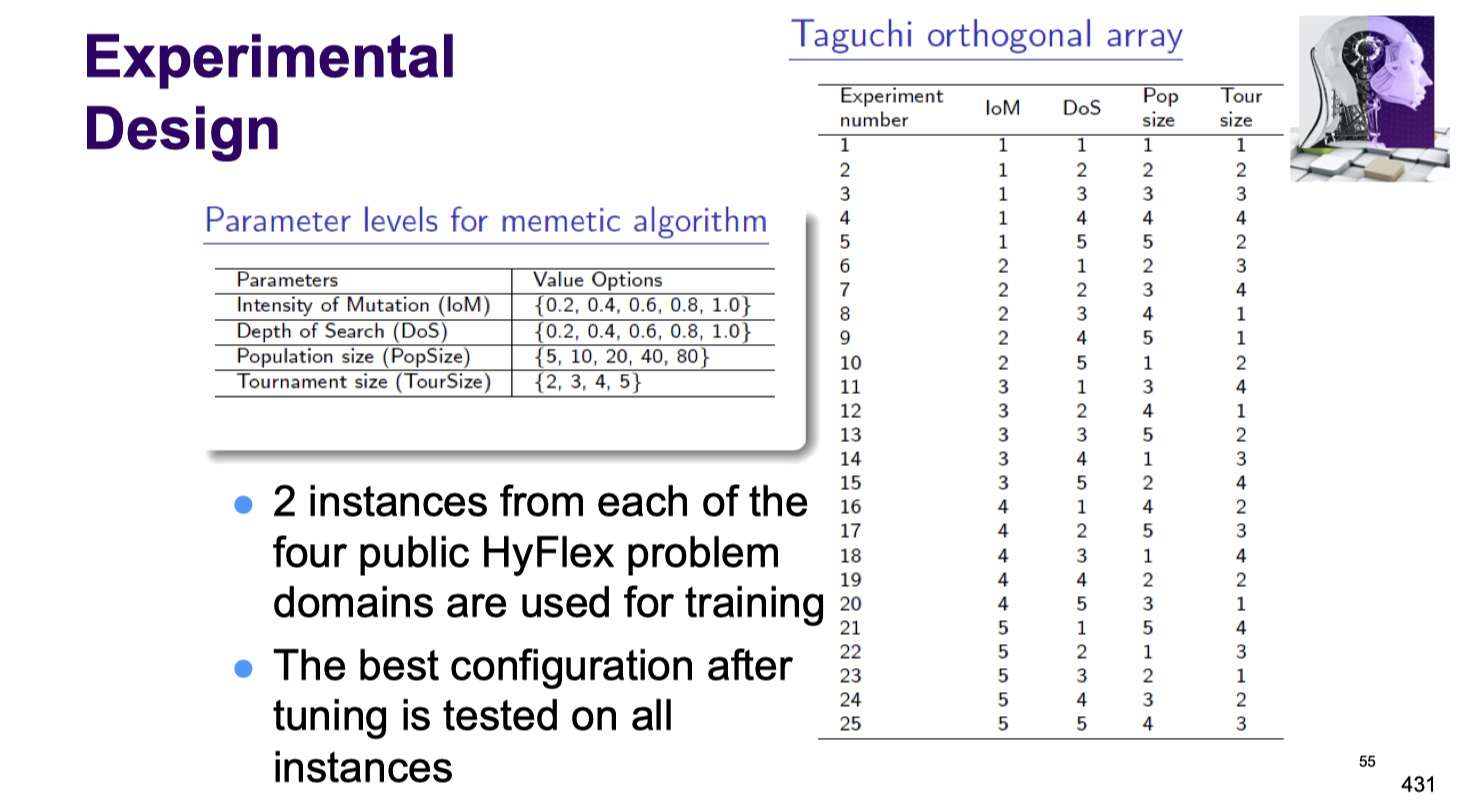 Experimental
Design
Parameter levels for memetic algorithm
Parameters Value Options
Intensity of Mutation (IoM) {0.2, 0.4, 0.6, 0.8, 1.0}
Depth of Search (DoS) {0.2, 0.4, 0.6, 0.8, 1.0}
Population size (PopSize) {5, 10, 20, 40, 80}
Tournament size (TourSize) {2, 3, 4, 5}
● 2 instances from each of the
four public HyFlex problem
domains are used for training
● The best configuration after
tuning is tested on all
instances
Taguchi orthogonal array
Experiment number IoM DoS Pop size Tour size
1 1 1 1 1
2 1 2 2 2
3 1 3 3 3
4 1 4 4 4
5 1 5 5 2
6 2 1 2 3
7 2 2 3 4
8 2 3 4 1
9 2 4 5 1
10 2 5 1 2
11 3 1 3 4
12 3 2 4 1
13 3 3 5 2
14 3 4 1 3
15 3 5 2 4
16 4 1 4 2
17 4 2 5 3
18 4 3 1 4
19 4 4 2 2
20 4 5 3 1
21 5 1 5 4
22 5 2 1 3
23 5 3 2 1
24 5 4 3 2
25 5 5 4 3
55
431